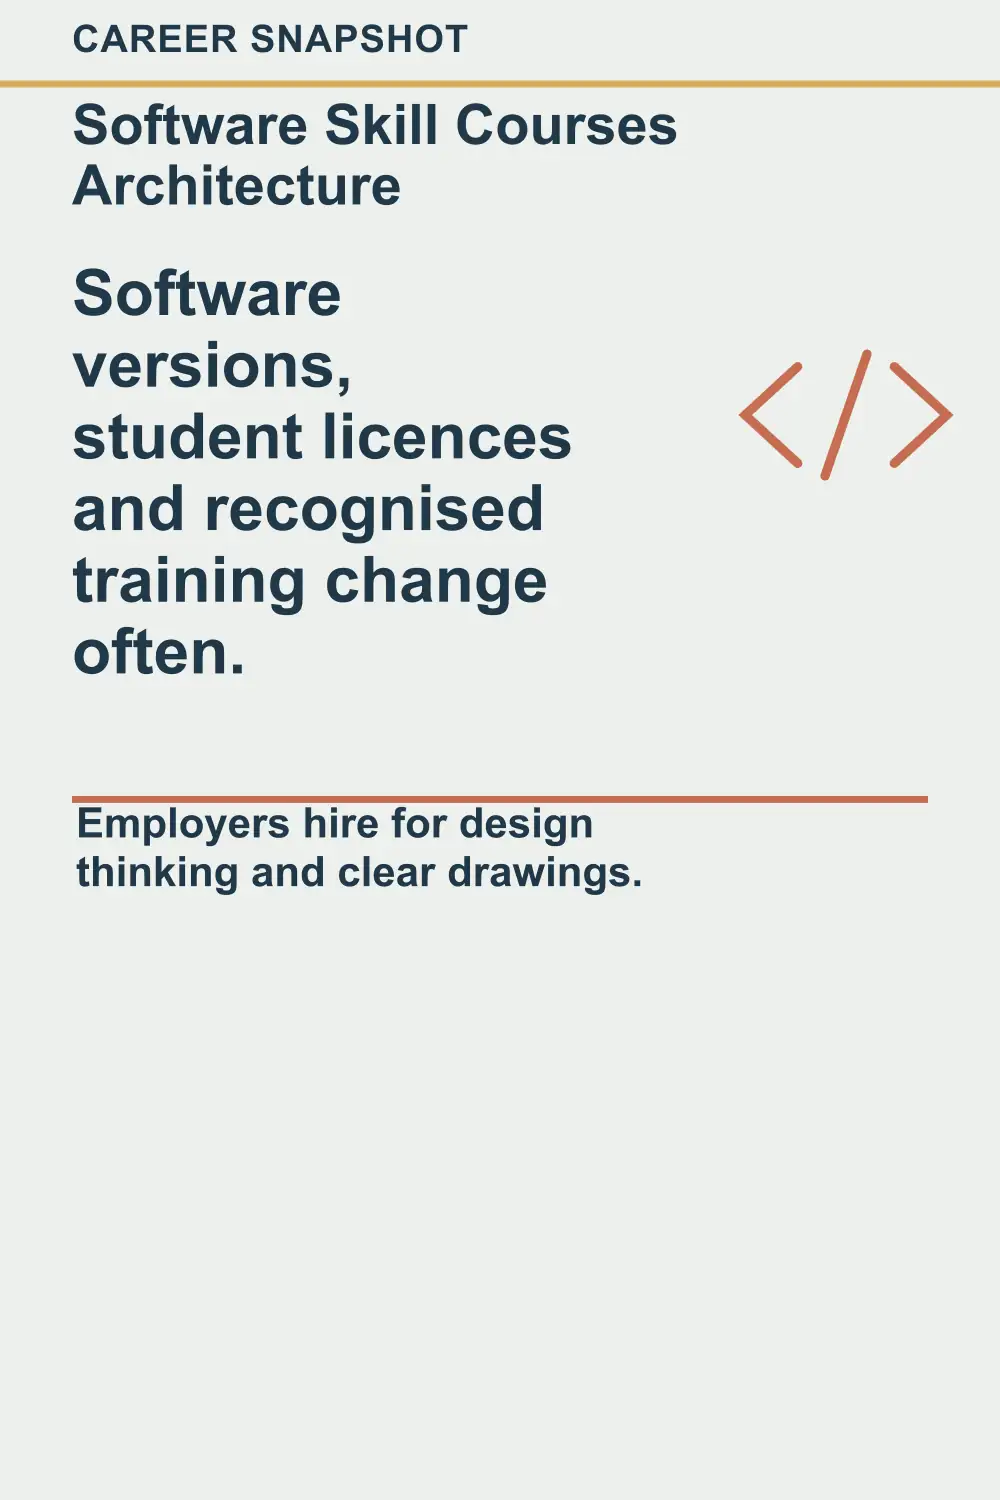 CAREER SNAPSHOT
Software Skill Courses
Architecture
Software
versions,
student licences
and recognised
training change
often.
Employers hire for design
thinking and clear drawings.